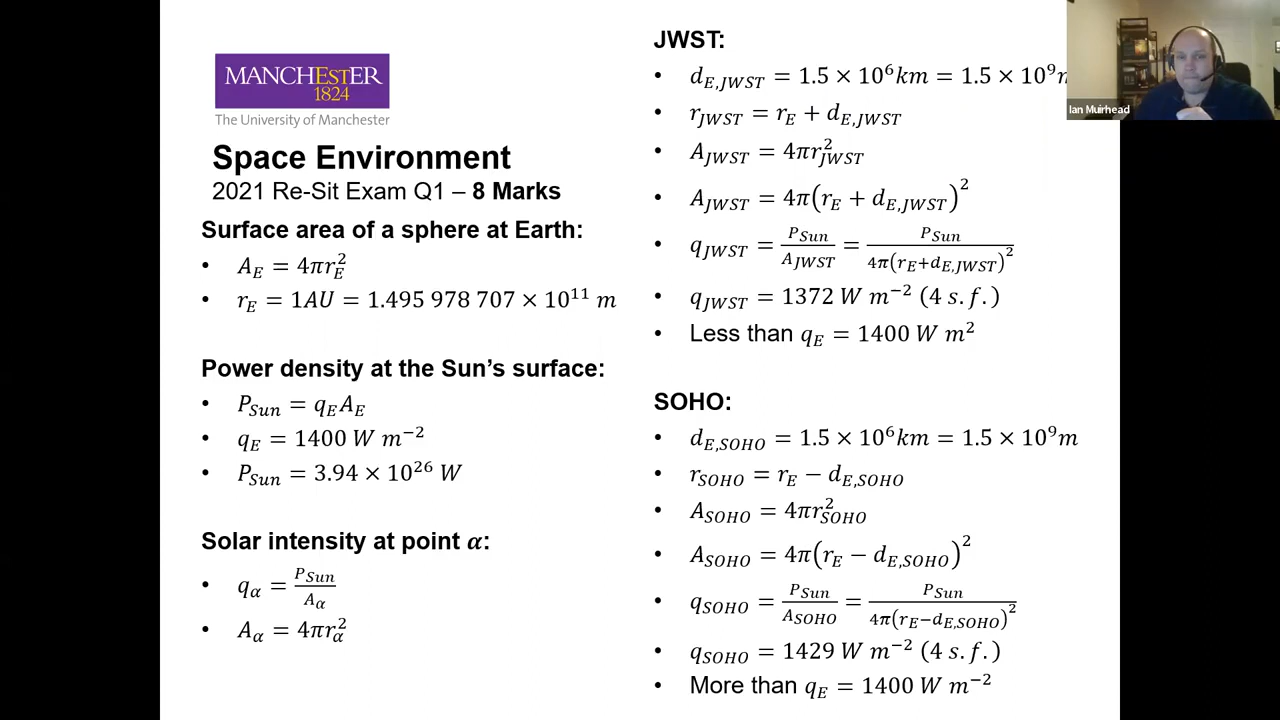 MANCHESTER
1824
The University of Manchester
Space Environment
2021 Re-Sit Exam Q1 – 8 Marks
Surface area of a sphere at Earth:
• A_E = 4πr_E^2
• r_E = 1AU = 1.495 978 707 × 10^11 m
Power density at the Sun's surface:
• P_Sun = q_E A_E
• q_E = 1400 W m^−2
• P_Sun = 3.94 × 10^26 W
Solar intensity at point α:
• q_α = P_Sun / A_α
• A_α = 4πr_α^2
JWST:
• d_E,JWST = 1.5 × 10^6 km = 1.5 × 10^9
• r_JWST = r_E + d_E,JWST
• A_JWST = 4πr_JWST^2
• A_JWST = 4π(r_E + d_E,JWST)^2
• q_JWST = P_Sun / A_JWST = P_Sun / 4π(r_E+d_E,JWST)^2
• q_JWST = 1372 W m^−2 (4 s.f.)
• Less than q_E = 1400 W m^2
SOHO:
• d_E,SOHO = 1.5 × 10^6 km = 1.5 × 10^9 m
• r_SOHO = r_E − d_E,SOHO
• A_SOHO = 4πr_SOHO^2
• A_SOHO = 4π(r_E − d_E,SOHO)^2
• q_SOHO = P_Sun / A_SOHO = P_Sun / 4π(r_E−d_E,SOHO)^2
• q_SOHO = 1429 W m^−2 (4 s.f.)
• More than q_E = 1400 W m^−2
Ian Muirhead